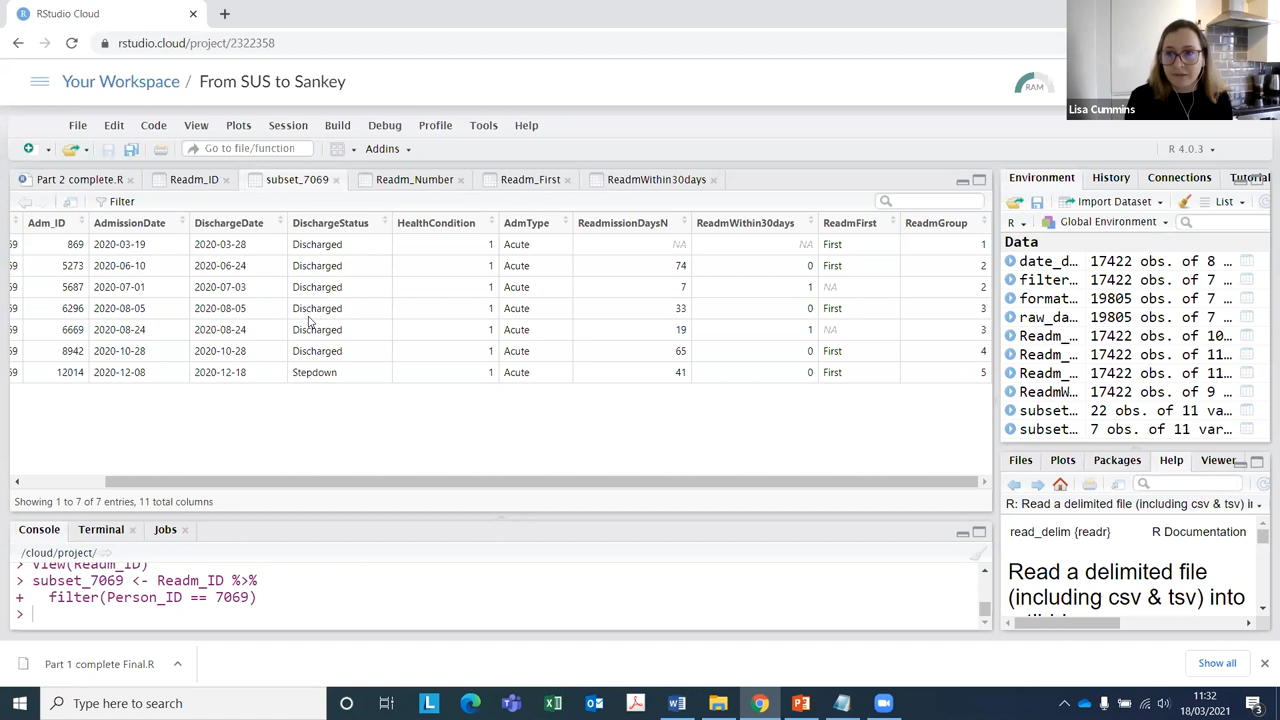 RStudio Cloud
rstudio.cloud/project/2322358
Your Workspace / From SUS to Sankey
RAM
Lisa Cummins
File Edit Code View Plots Session Build Debug Profile Tools Help
Go to file/function Addins R 4.0.3
Part 2 complete.R Readm_ID subset_7069 Readm_Number Readm_First ReadmWithin30days
Filter
Adm_ID AdmissionDate DischargeDate DischargeStatus HealthCondition AdmType ReadmissionDaysN ReadmWithin30days ReadmFirst ReadmGroup
69 869 2020-03-19 2020-03-28 Discharged 1 Acute NA NA First 1
69 5273 2020-06-10 2020-06-24 Discharged 1 Acute 74 0 First 2
69 5687 2020-07-01 2020-07-03 Discharged 1 Acute 7 1 NA 2
69 6296 2020-08-05 2020-08-05 Discharged 1 Acute 33 0 First 3
69 6669 2020-08-24 2020-08-24 Discharged 1 Acute 19 1 NA 3
69 8942 2020-10-28 2020-10-28 Discharged 1 Acute 65 0 First 4
69 12014 2020-12-08 2020-12-18 Stepdown 1 Acute 41 0 First 5
Showing 1 to 7 of 7 entries, 11 total columns
Console Terminal Jobs
/cloud/project/
> View(Readm_ID)
> subset_7069 <- Readm_ID %>%
+ filter(Person_ID == 7069)
>
Environment History Connections Tutorial
Import Dataset List
R Global Environment
Data
date_d… 17422 obs. of 8 …
filter… 17422 obs. of 7 …
format… 19805 obs. of 7 …
raw_da… 19805 obs. of 7 …
Readm_… 17422 obs. of 10…
Readm_… 17422 obs. of 11…
Readm_… 17422 obs. of 11…
ReadmW… 17422 obs. of 9 …
subset… 22 obs. of 11 va…
subset… 7 obs. of 11 var…
Files Plots Packages Help Viewer
R: Read a delimited file (including csv & tsv) i
read_delim {readr} R Documentation
Read a delimited file
(including csv & tsv) into
Part 1 complete Final.R
Show all
Type here to search
11:32
18/03/2021
3